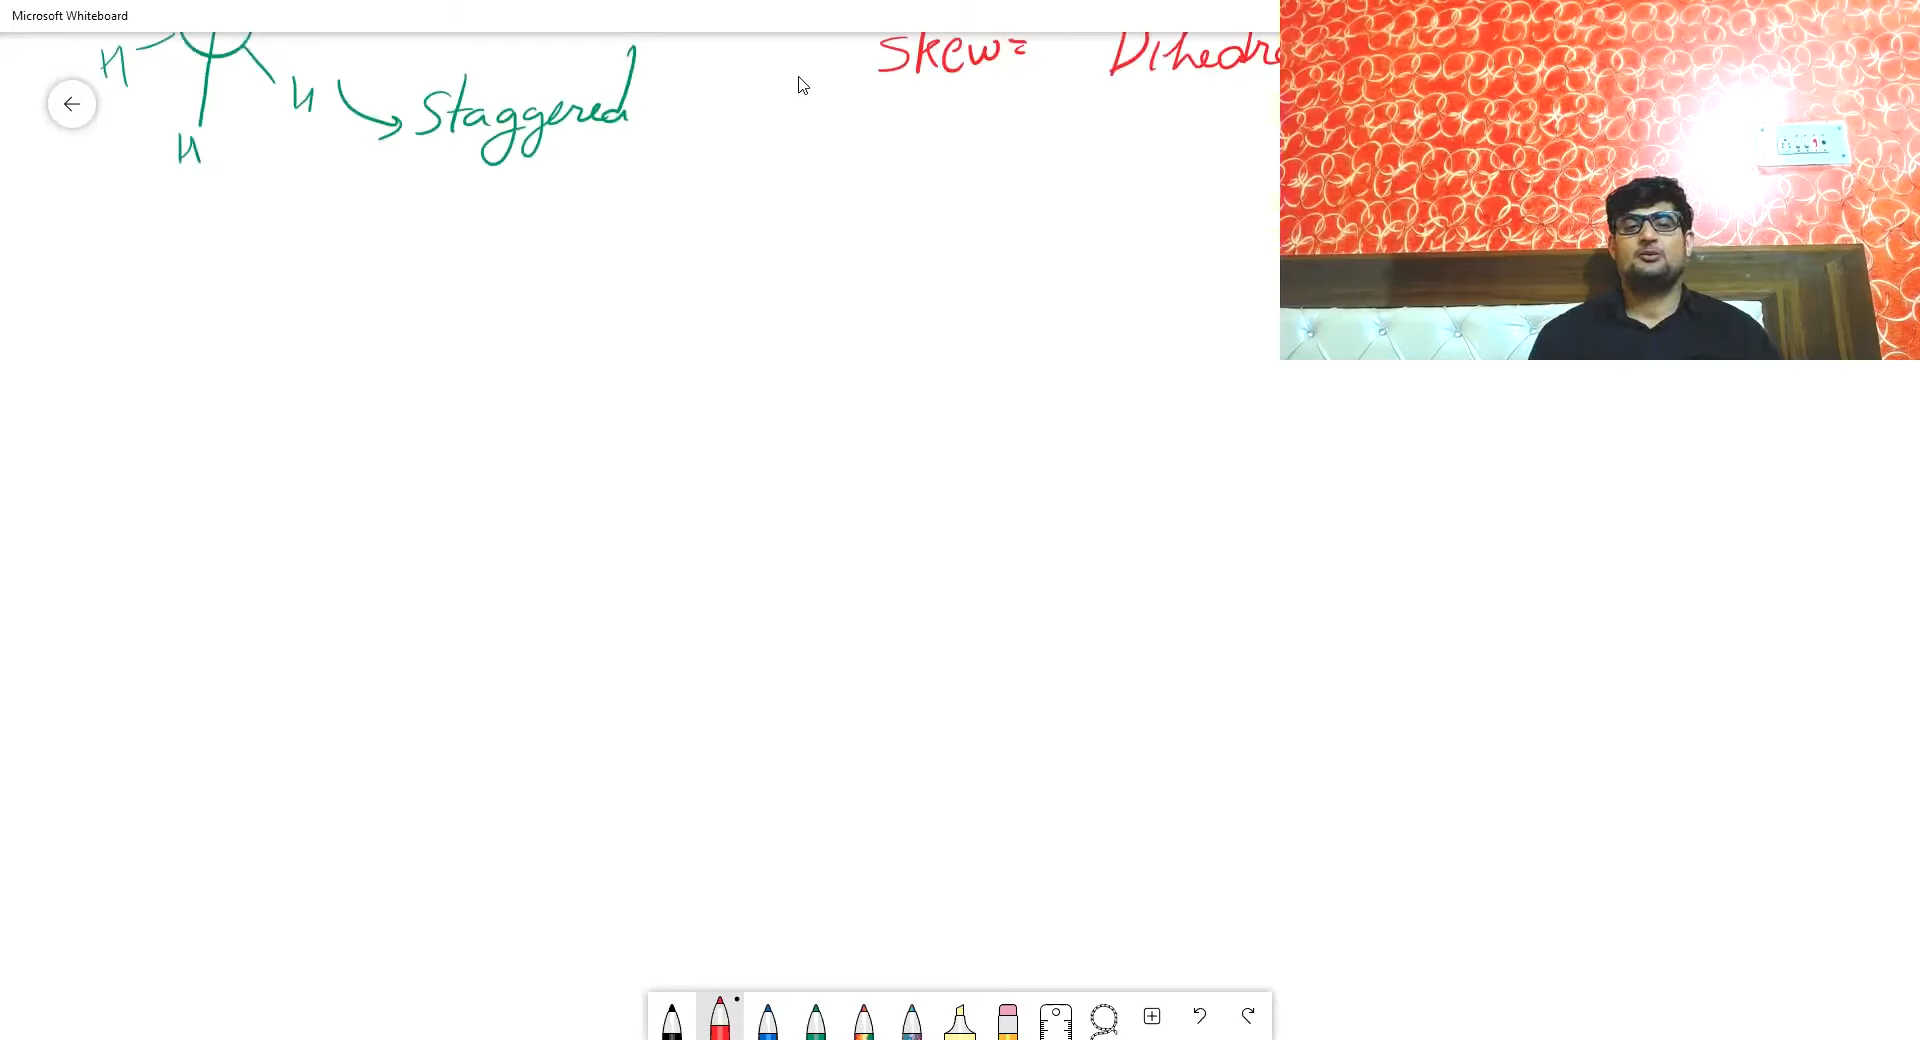 Microsoft Whiteboard
Skew =
H
H
Staggered
H